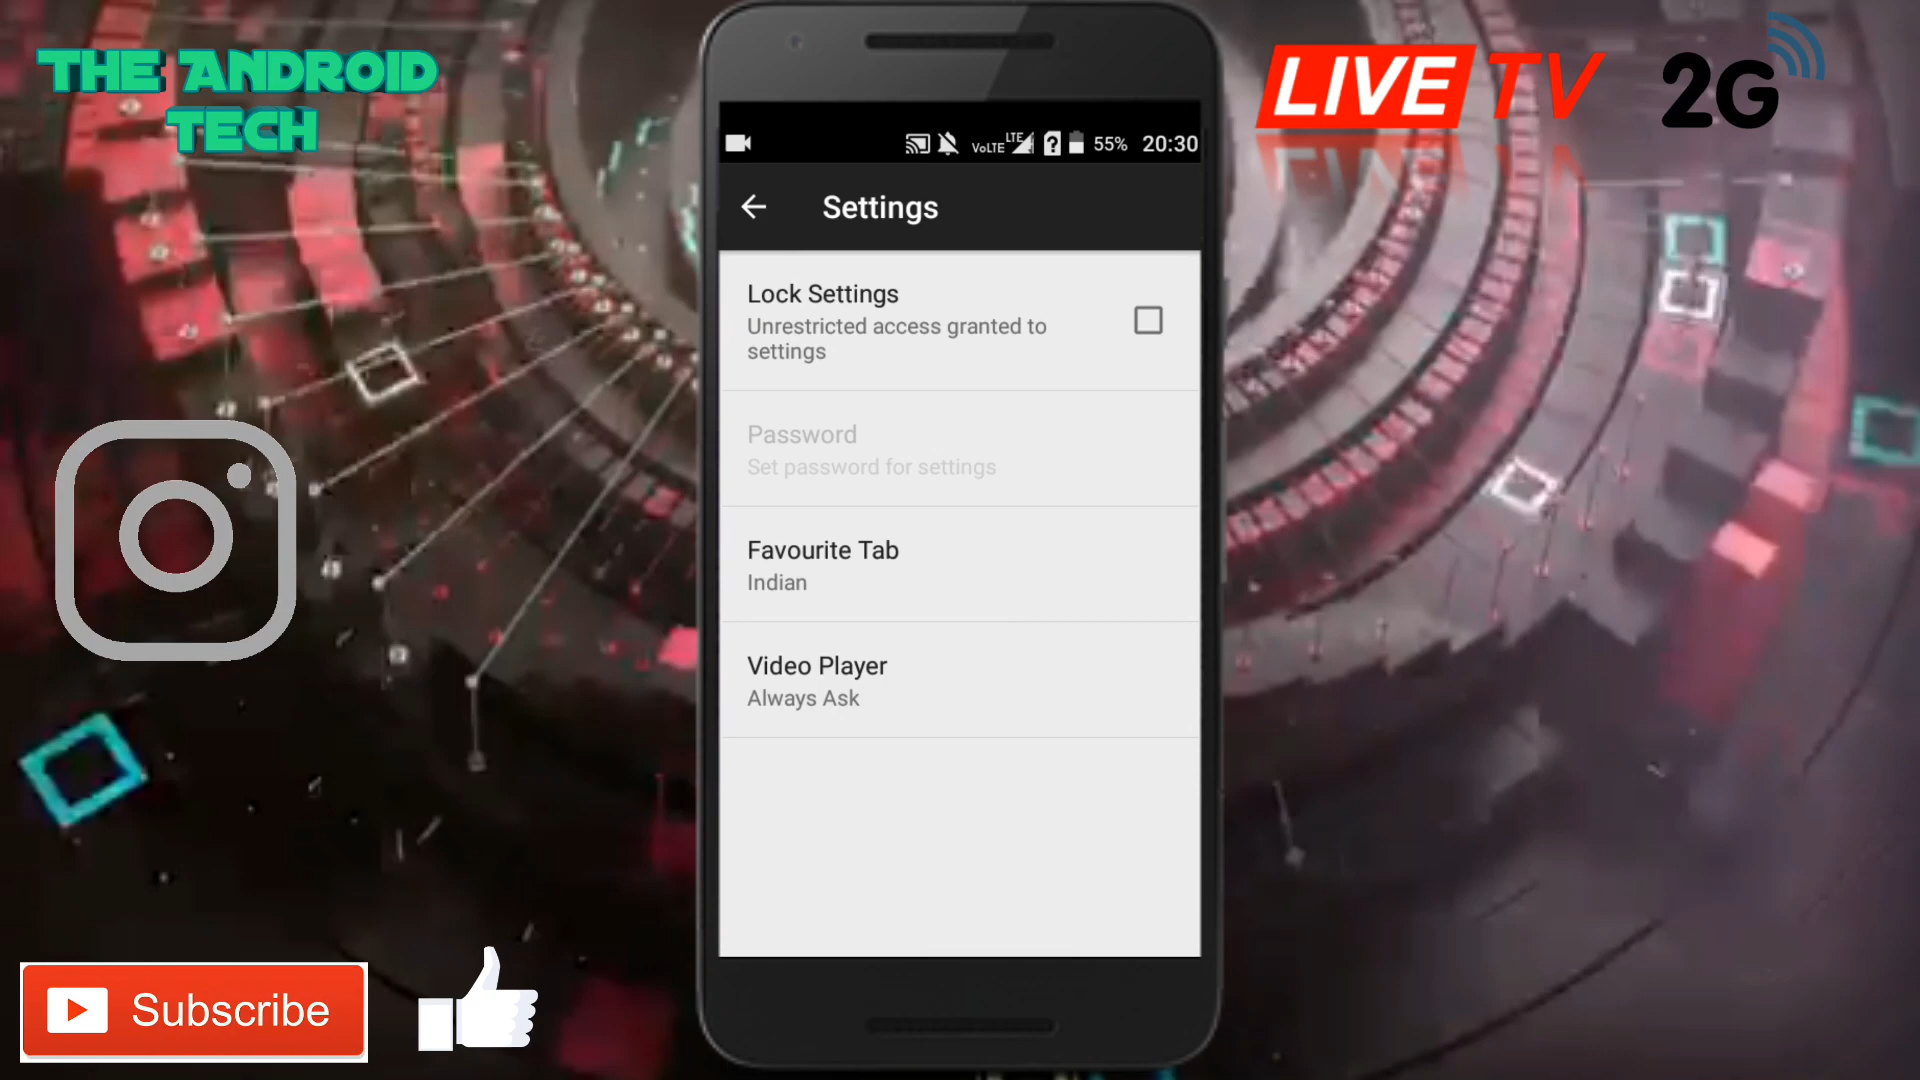 THE ANDROID
TECH
LIVE TV
2G
VoLTE LTE 55% 20:30
Settings
Lock Settings
Unrestricted access granted to
settings
Password
Set password for settings
Favourite Tab
Indian
Video Player
Always Ask
Subscribe